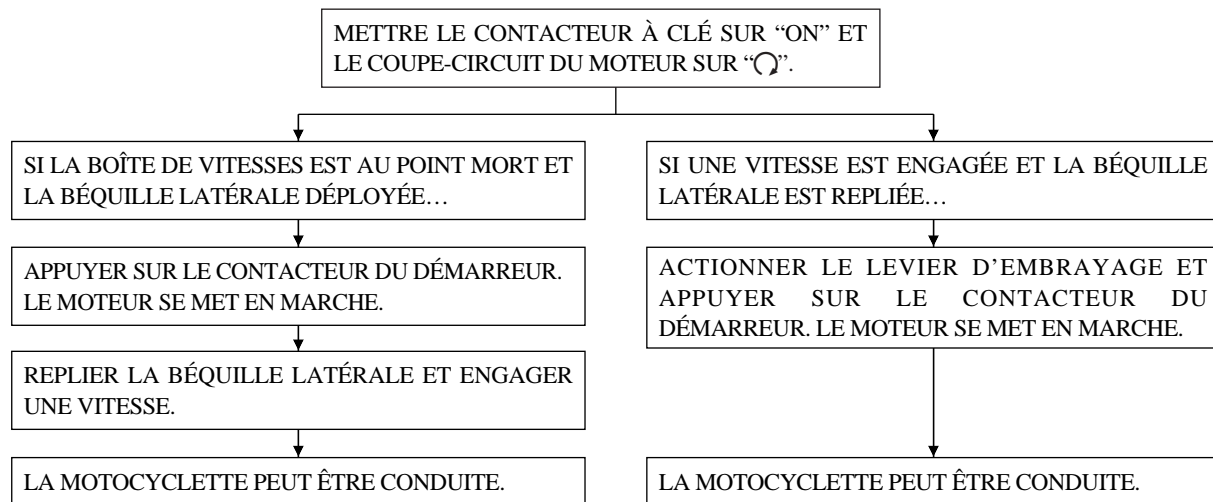 METTRE LE CONTACTEUR À CLÉ SUR “ON” ET
LE COUPE-CIRCUIT DU MOTEUR SUR “”.
SI LA BOÎTE DE VITESSES EST AU POINT MORT ET
LA BÉQUILLE LATÉRALE DÉPLOYÉE…
APPUYER SUR LE CONTACTEUR DU DÉMARREUR.
LE MOTEUR SE MET EN MARCHE.
REPLIER LA BÉQUILLE LATÉRALE ET ENGAGER
UNE VITESSE.
LA MOTOCYCLETTE PEUT ÊTRE CONDUITE.
SI UNE VITESSE EST ENGAGÉE ET LA BÉQUILLE
LATÉRALE EST REPLIÉE…
ACTIONNER LE LEVIER D’EMBRAYAGE ET
APPUYER SUR LE CONTACTEUR DU
DÉMARREUR. LE MOTEUR SE MET EN MARCHE.
LA MOTOCYCLETTE PEUT ÊTRE CONDUITE.